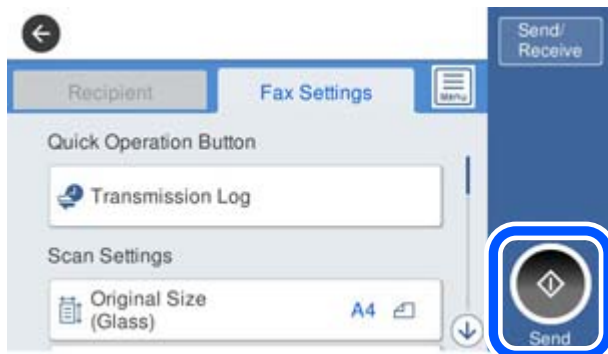 Send/
Receive
Recipient
Fax Settings
Menu
Quick Operation Button
Transmission Log
Scan Settings
Original Size
(Glass)
A4
Send